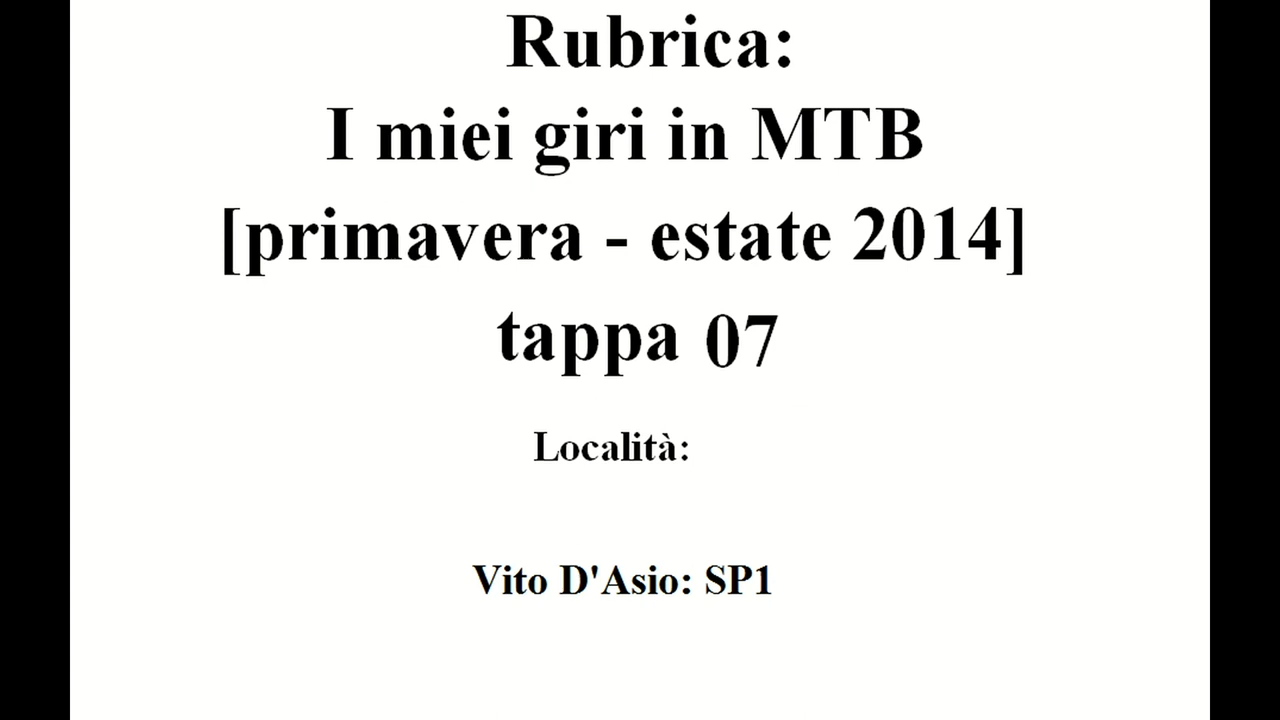 Rubrica:
I miei giri in MTB
[primavera - estate 2014]
tappa 07
Località:
Vito D'Asio: SP1